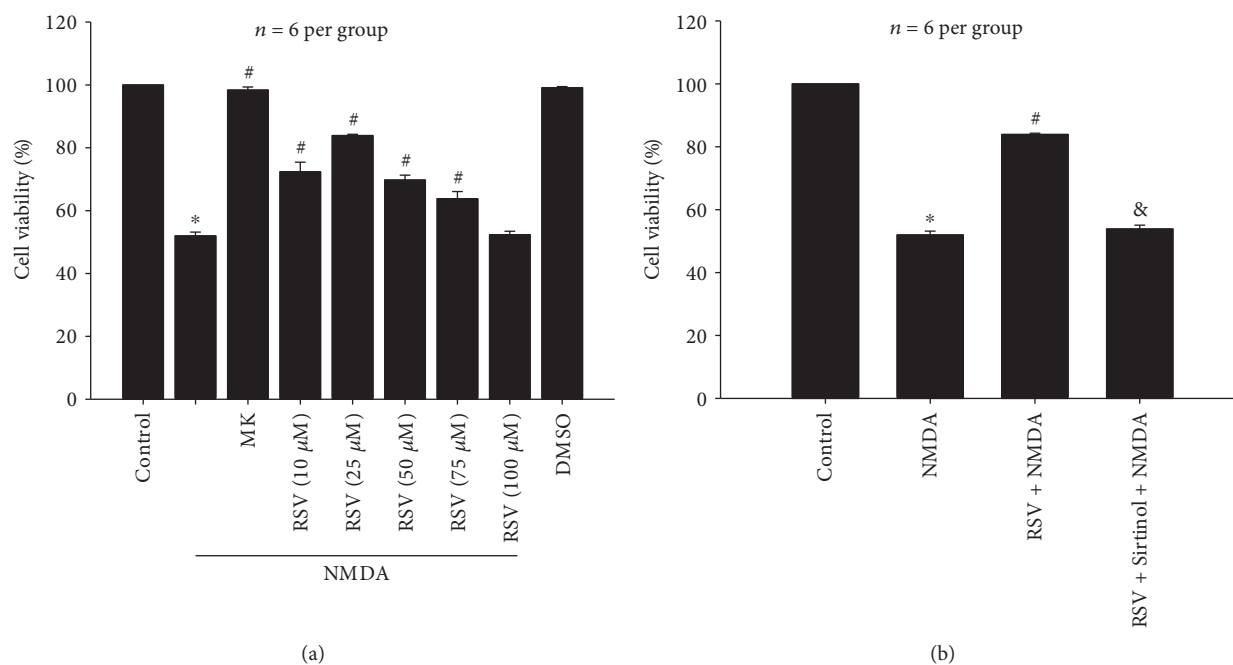 n = 6 per group
Cell viability (%)
120
100
80
60
40
20
0
*
#
#
#
#
#
Control
MK
RSV (10 µM)
RSV (25 µM)
RSV (50 µM)
RSV (75 µM)
RSV (100 µM)
DMSO
NMDA
(a)
n = 6 per group
Cell viability (%)
120
100
80
60
40
20
0
*
#
&
Control
NMDA
RSV + NMDA
RSV + Sirtinol + NMDA
(b)